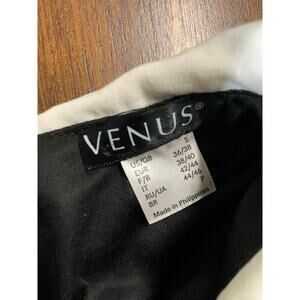 VENUS®
US/GB S
EUR 36/38
F/B 38/40
IT 42/44
RU/UA 44/46
BR P
Made in Philippines